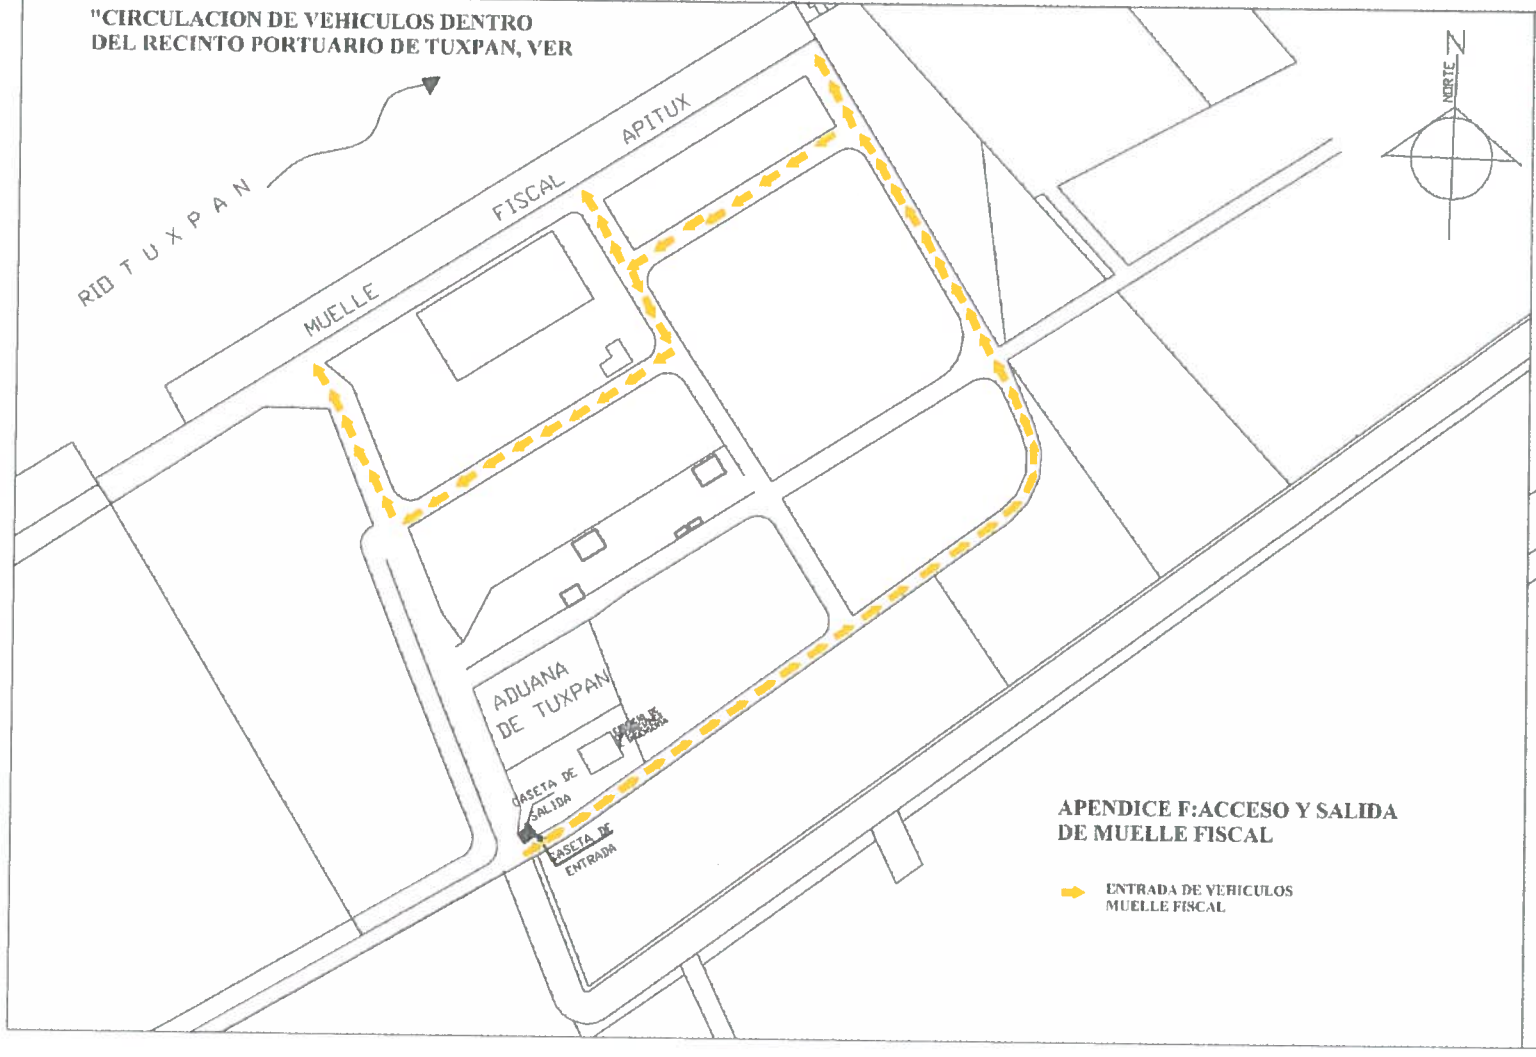 "CIRCULACION DE VEHICULOS DENTRO
DEL RECINTO PORTUARIO DE TUXPAN, VER
NORTE N
RIO TUXPAN
MUELLE FISCAL APITUX
ADUANA
DE TUXPAN
CASETA DE
SALIDA
CASETA DE
ENTRADA
APENDICE F:ACCESO Y SALIDA
DE MUELLE FISCAL
ENTRADA DE VEHICULOS
MUELLE FISCAL